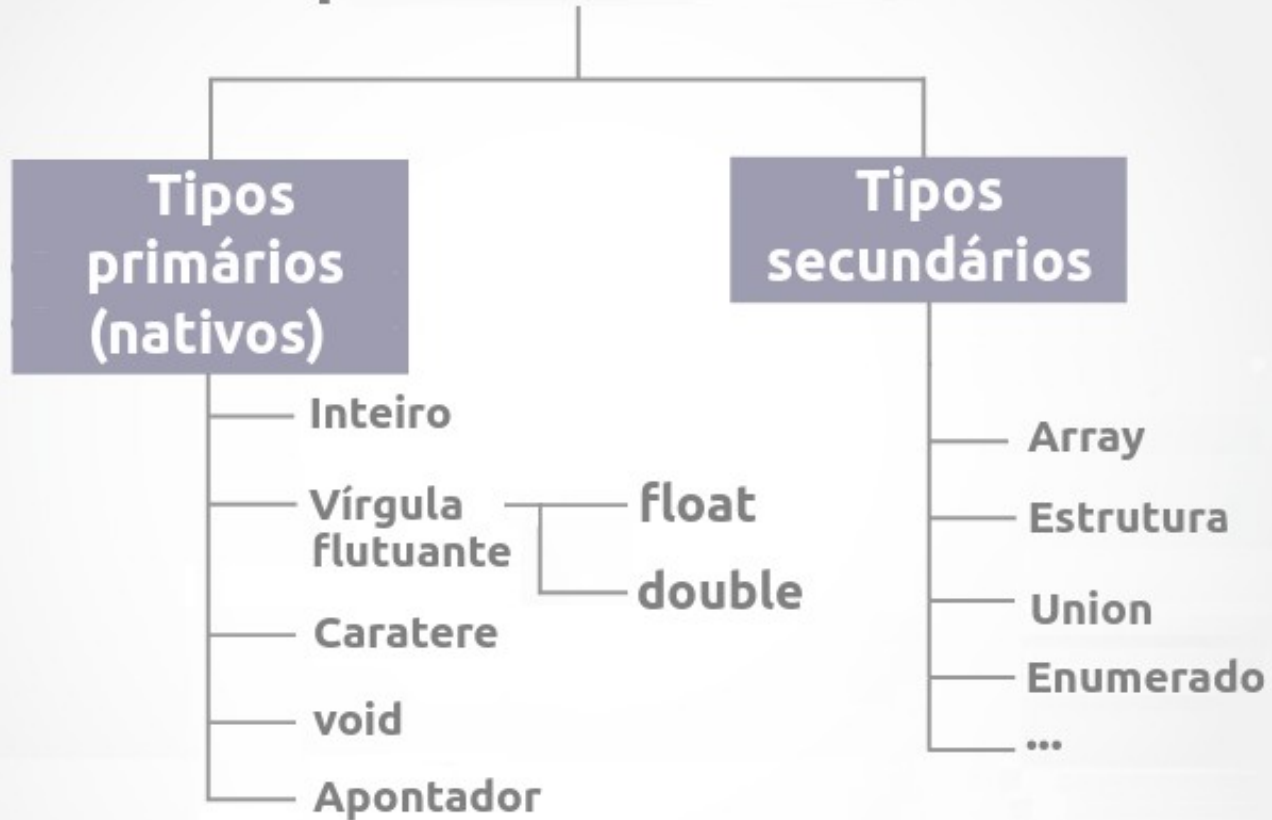 Tipos
primários
(nativos)
Inteiro
Vírgula
flutuante
float
double
Caratere
void
Apontador
Tipos
secundários
Array
Estrutura
Union
Enumerado
...